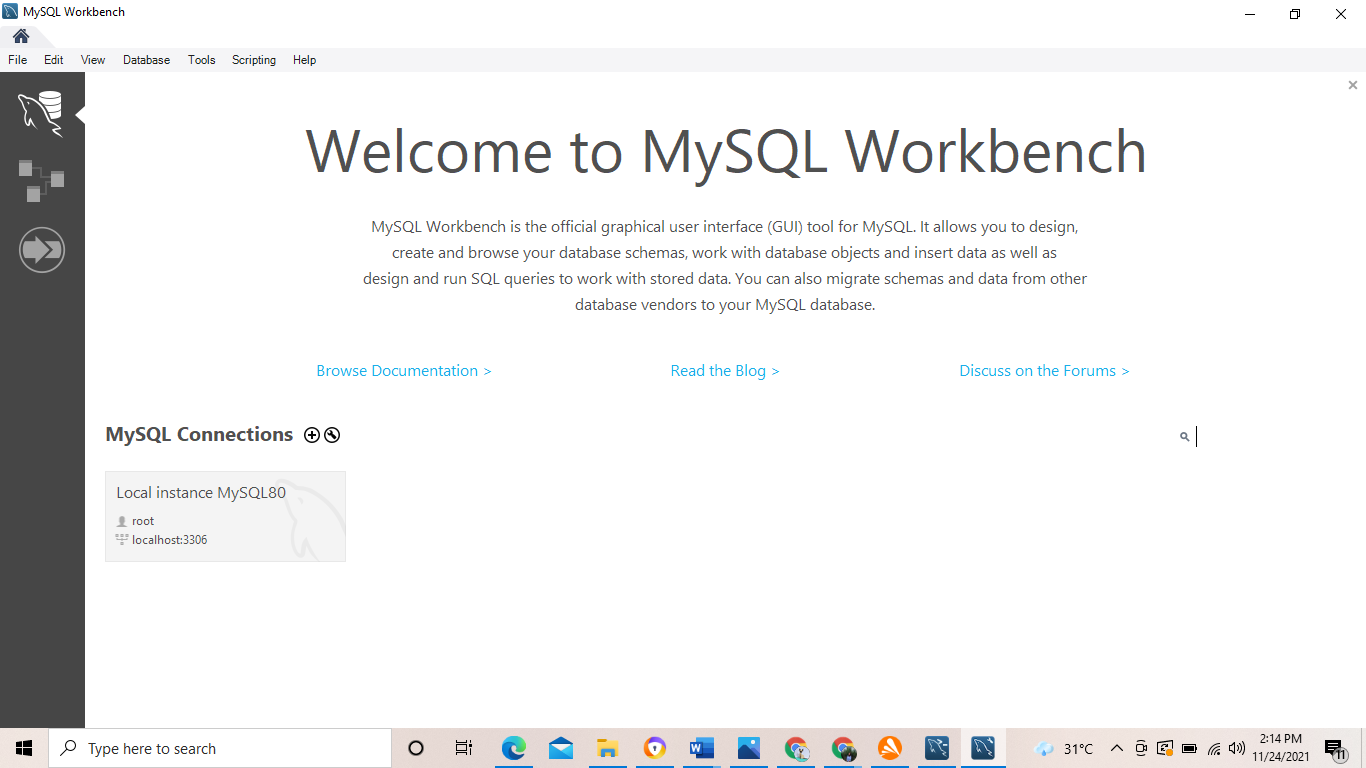 MySQL Workbench
File Edit View Database Tools Scripting Help
Welcome to MySQL Workbench
MySQL Workbench is the official graphical user interface (GUI) tool for MySQL. It allows you to design,
create and browse your database schemas, work with database objects and insert data as well as
design and run SQL queries to work with stored data. You can also migrate schemas and data from other
database vendors to your MySQL database.
Browse Documentation > Read the Blog > Discuss on the Forums >
MySQL Connections
Local instance MySQL80
root
localhost:3306
Type here to search
31°C
2:14 PM
11/24/2021
11